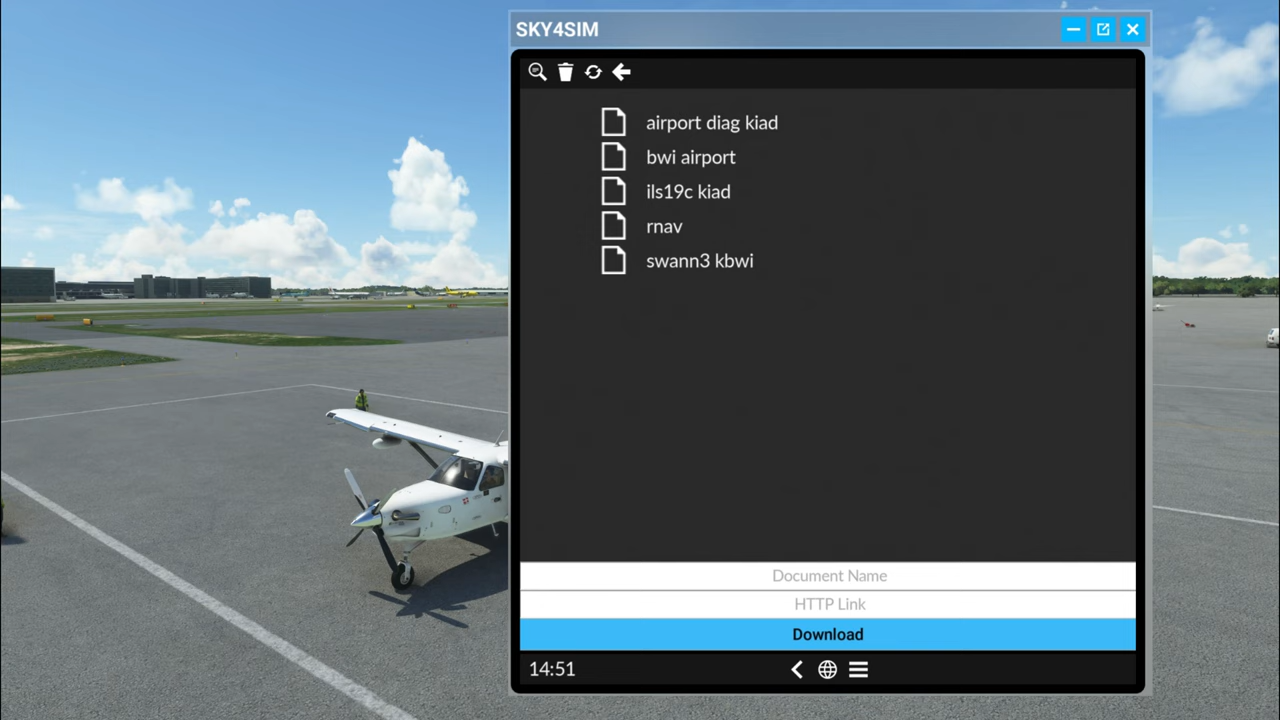 SKY4SIM
airport diag kiad
bwi airport
ils19c kiad
rnav
swann3 kbwi
Document Name
HTTP Link
Download
14:51